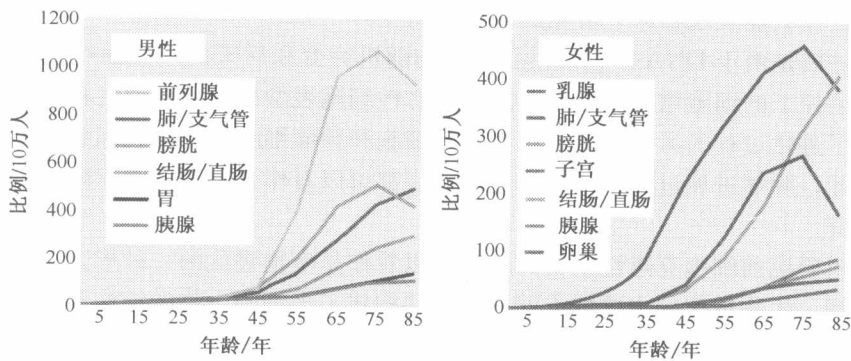 1200
1000
800
600
400
200
0
比例/10万人
男性
前列腺
肺/支气管
膀胱
结肠/直肠
胃
胰腺
5 15 25 35 45 55 65 75 85
年龄/年
500
400
300
200
100
0
比例/10万人
女性
乳腺
肺/支气管
膀胱
子宫
结肠/直肠
胰腺
卵巢
5 15 25 35 45 55 65 75 85
年龄/年